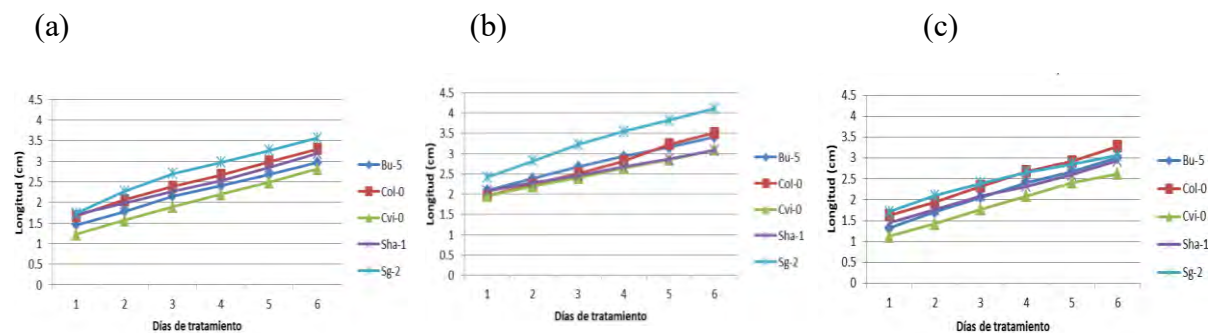 (a)
(b)
(c)
Longitud (cm)
4.5
4
3.5
3
2.5
2
1.5
1
0.5
0
1 2 3 4 5 6
Días de tratamiento
Bu-5
Col-0
Cvi-0
Sha-1
Sg-2
Longitud (cm)
4.5
4
3.5
3
2.5
2
1.5
1
0.5
0
1 2 3 4 5 6
Días de tratamiento
Bu-5
Col-0
Cvi-0
Sha-1
Sg-2
Longitud (cm)
4.5
4
3.5
3
2.5
2
1.5
1
0.5
0
1 2 3 4 5 6
Días de tratamiento
Bu-5
Col-0
Cvi-0
Sha-1
Sg-2